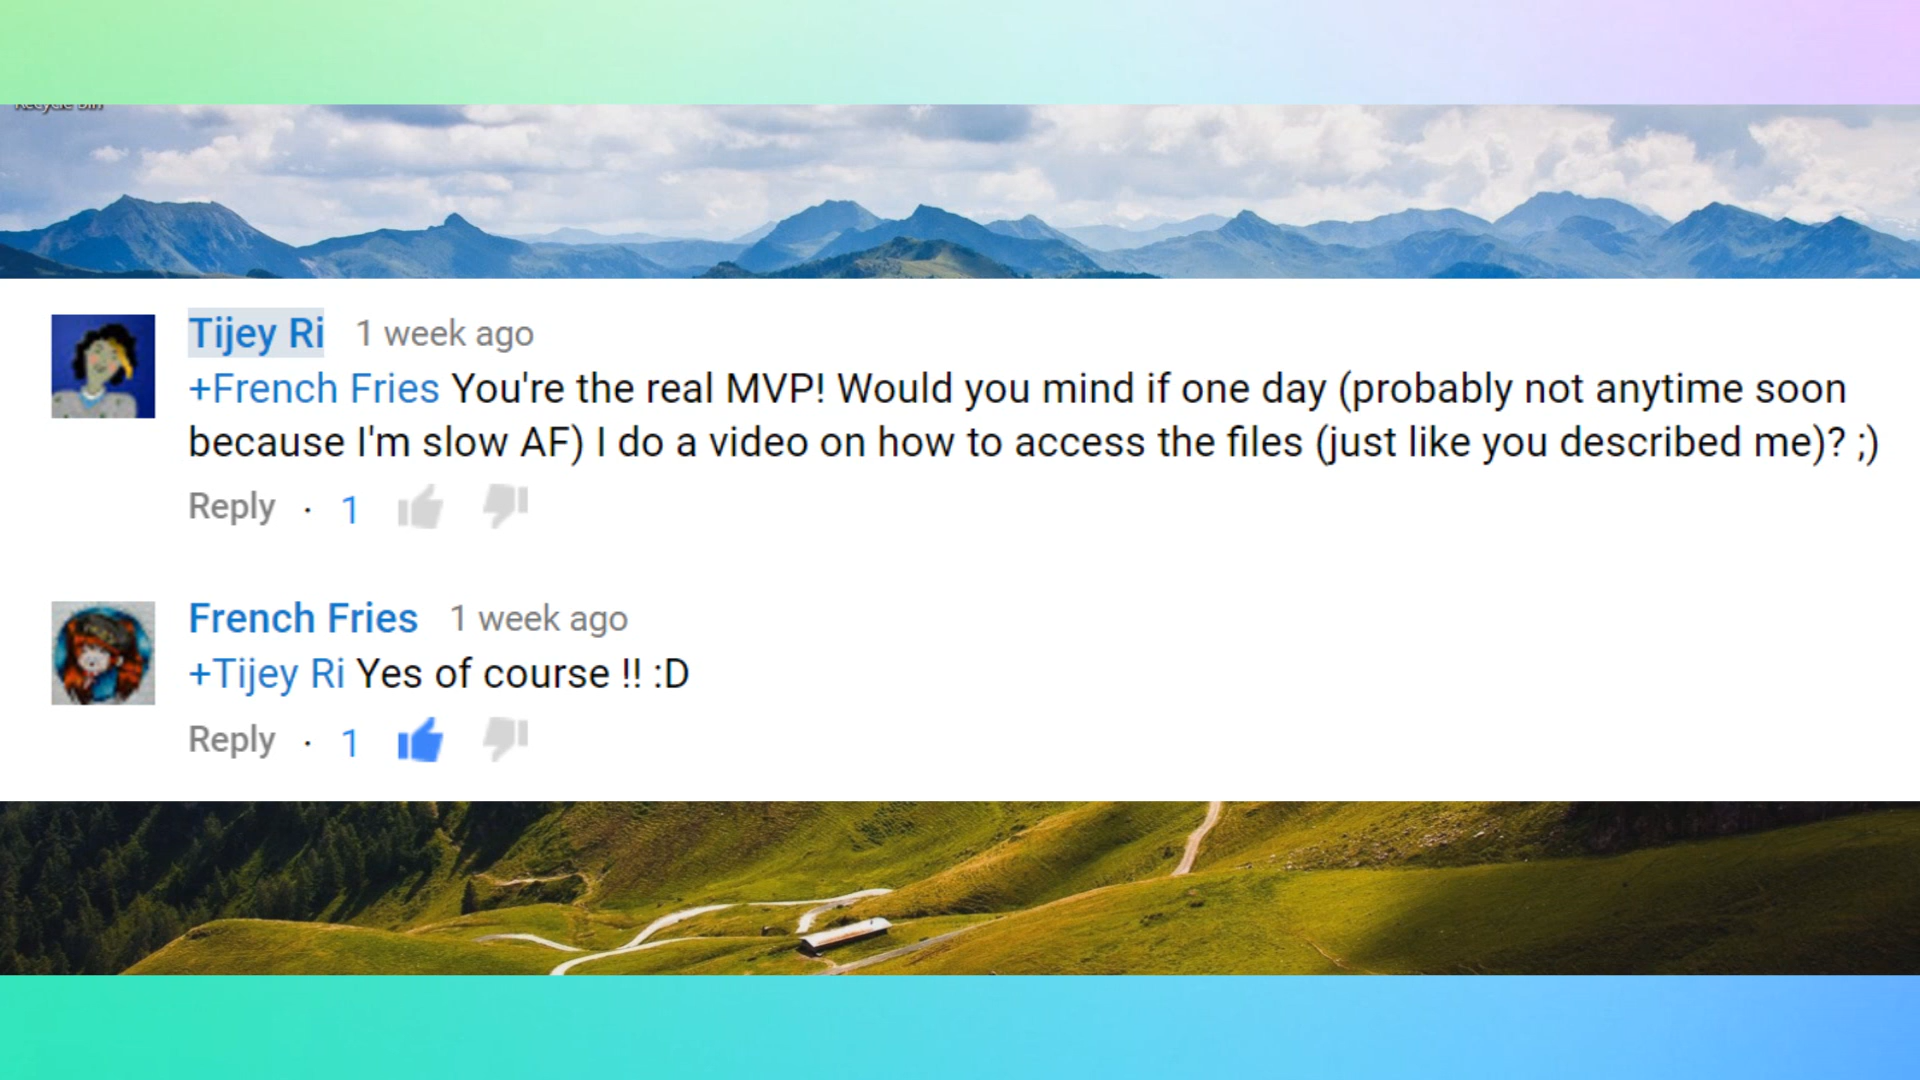 Recycle Bin
Tijey Ri 1 week ago
+French Fries You're the real MVP! Would you mind if one day (probably not anytime soon
because I'm slow AF) I do a video on how to access the files (just like you described me)? ;)
Reply · 1
French Fries 1 week ago
+Tijey Ri Yes of course !! :D
Reply · 1